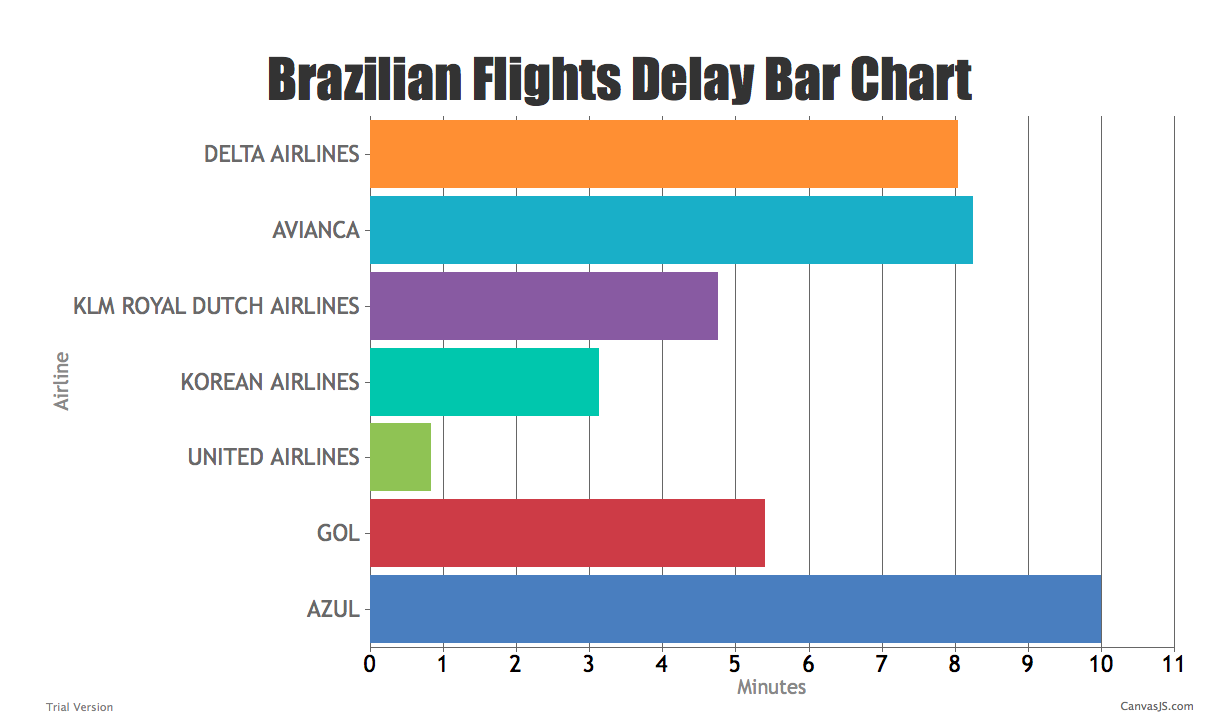 Brazilian Flights Delay Bar Chart
DELTA AIRLINES
AVIANCA
KLM ROYAL DUTCH AIRLINES
KOREAN AIRLINES
UNITED AIRLINES
GOL
AZUL
Airline
0 1 2 3 4 5 6 7 8 9 10 11
Minutes
Trial Version
CanvasJS.com